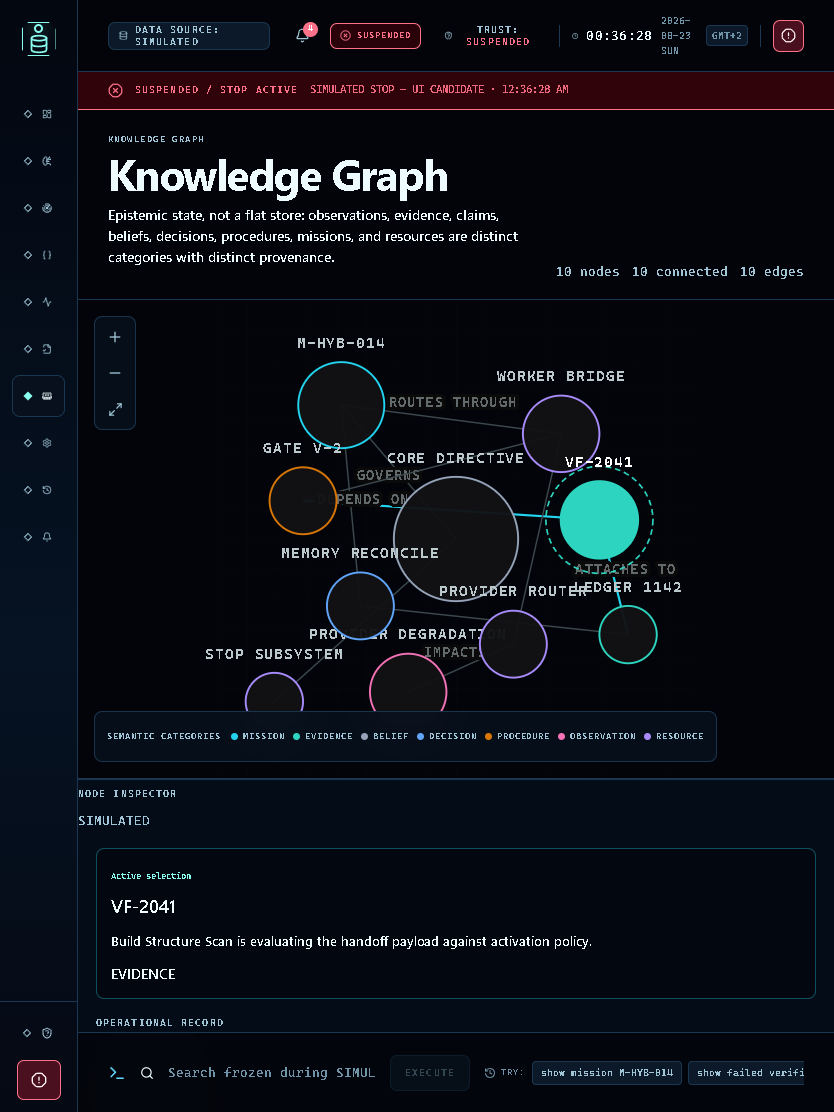 DATA SOURCE:
SIMULATED
4
SUSPENDED
TRUST:
SUSPENDED
00:36:28
2026-
08-23
SUN
GMT+2
SUSPENDED / STOP ACTIVE SIMULATED STOP — UI CANDIDATE · 12:36:28 AM
KNOWLEDGE GRAPH
Knowledge Graph
Epistemic state, not a flat store: observations, evidence, claims,
beliefs, decisions, procedures, missions, and resources are distinct
categories with distinct provenance.
10 nodes 10 connected 10 edges
M-HYB-014
WORKER BRIDGE
ROUTES THROUGH
GATE V-2
CORE DIRECTIVE
VF-2041
GOVERNS
DEPENDS ON
MEMORY RECONCILE
ATTACHES TO
PROVIDER ROUTER
LEDGER 1142
PROVIDER DEGRADATION
IMPACTS
STOP SUBSYSTEM
SEMANTIC CATEGORIES MISSION EVIDENCE BELIEF DECISION PROCEDURE OBSERVATION RESOURCE
NODE INSPECTOR
SIMULATED
Active selection
VF-2041
Build Structure Scan is evaluating the handoff payload against activation policy.
EVIDENCE
OPERATIONAL RECORD
Search frozen during SIMUL
EXECUTE
TRY:
show mission M-HYB-014
show failed verifi